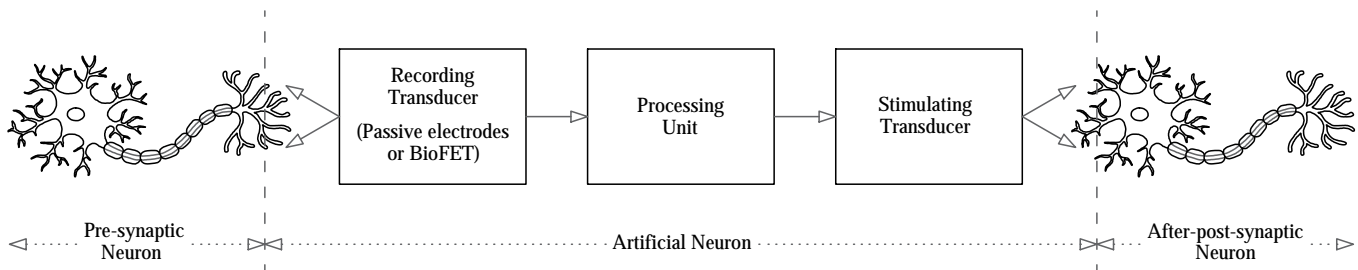 Recording
Transducer
(Passive electrodes
or BioFET)
Processing
Unit
Stimulating
Transducer
Pre-synaptic
Neuron
Artificial Neuron
After-post-synaptic
Neuron